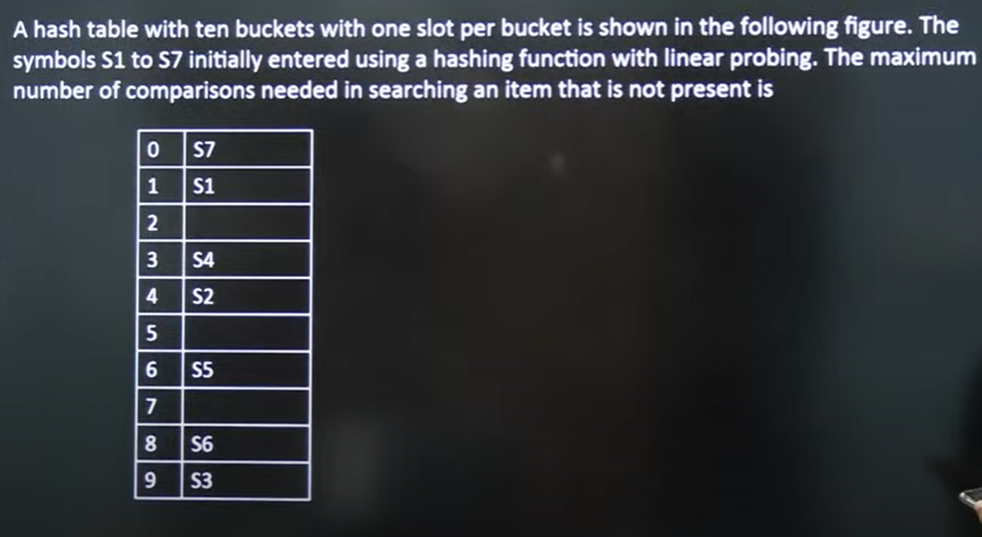 A hash table with ten buckets with one slot per bucket is shown in the following figure. The
symbols S1 to S7 initially entered using a hashing function with linear probing. The maximum
number of comparisons needed in searching an item that is not present is
0 S7
1 S1
2
3 S4
4 S2
5
6 S5
7
8 S6
9 S3